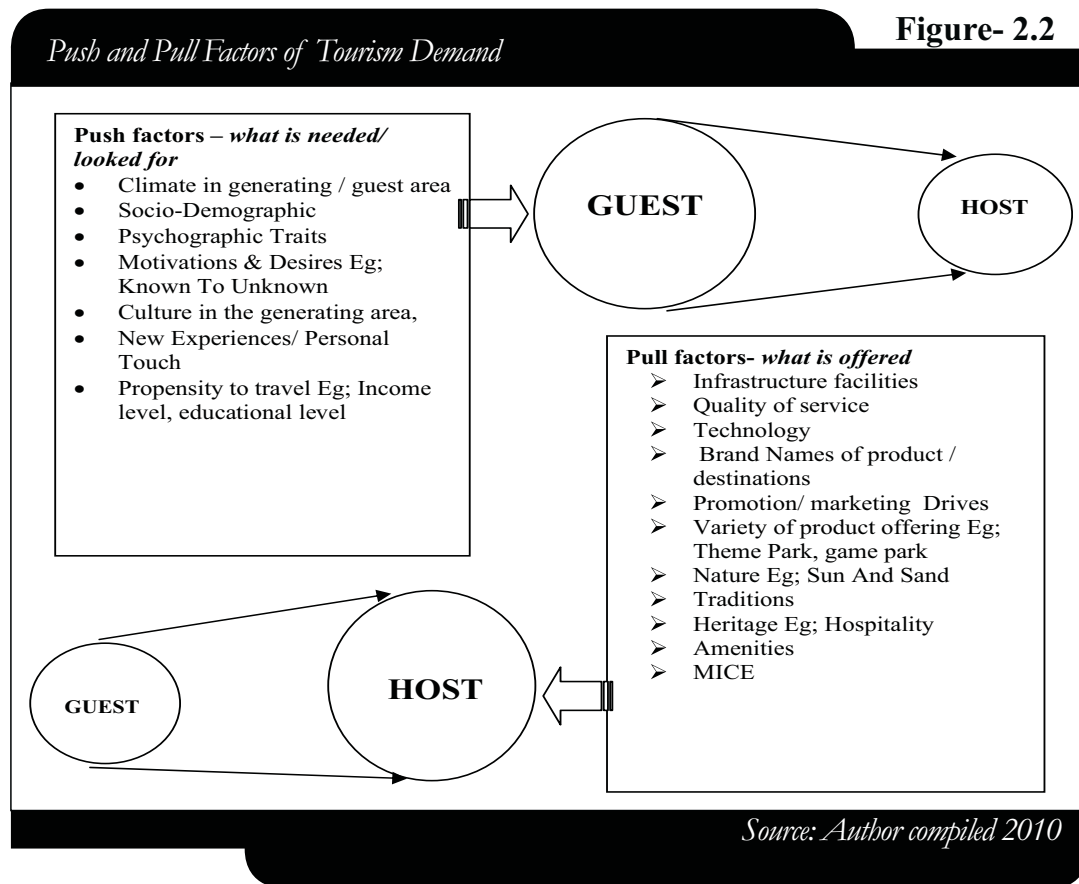 Figure- 2.2
Push and Pull Factors of Tourism Demand
Push factors – what is needed/
looked for
• Climate in generating / guest area
• Socio-Demographic
• Psychographic Traits
• Motivations & Desires Eg;
Known To Unknown
• Culture in the generating area,
• New Experiences/ Personal
Touch
• Propensity to travel Eg; Income
level, educational level
GUEST
HOST
Pull factors- what is offered
➢ Infrastructure facilities
➢ Quality of service
➢ Technology
➢ Brand Names of product /
destinations
➢ Promotion/ marketing Drives
➢ Variety of product offering Eg;
Theme Park, game park
➢ Nature Eg; Sun And Sand
➢ Traditions
➢ Heritage Eg; Hospitality
➢ Amenities
➢ MICE
GUEST
HOST
Source: Author compiled 2010